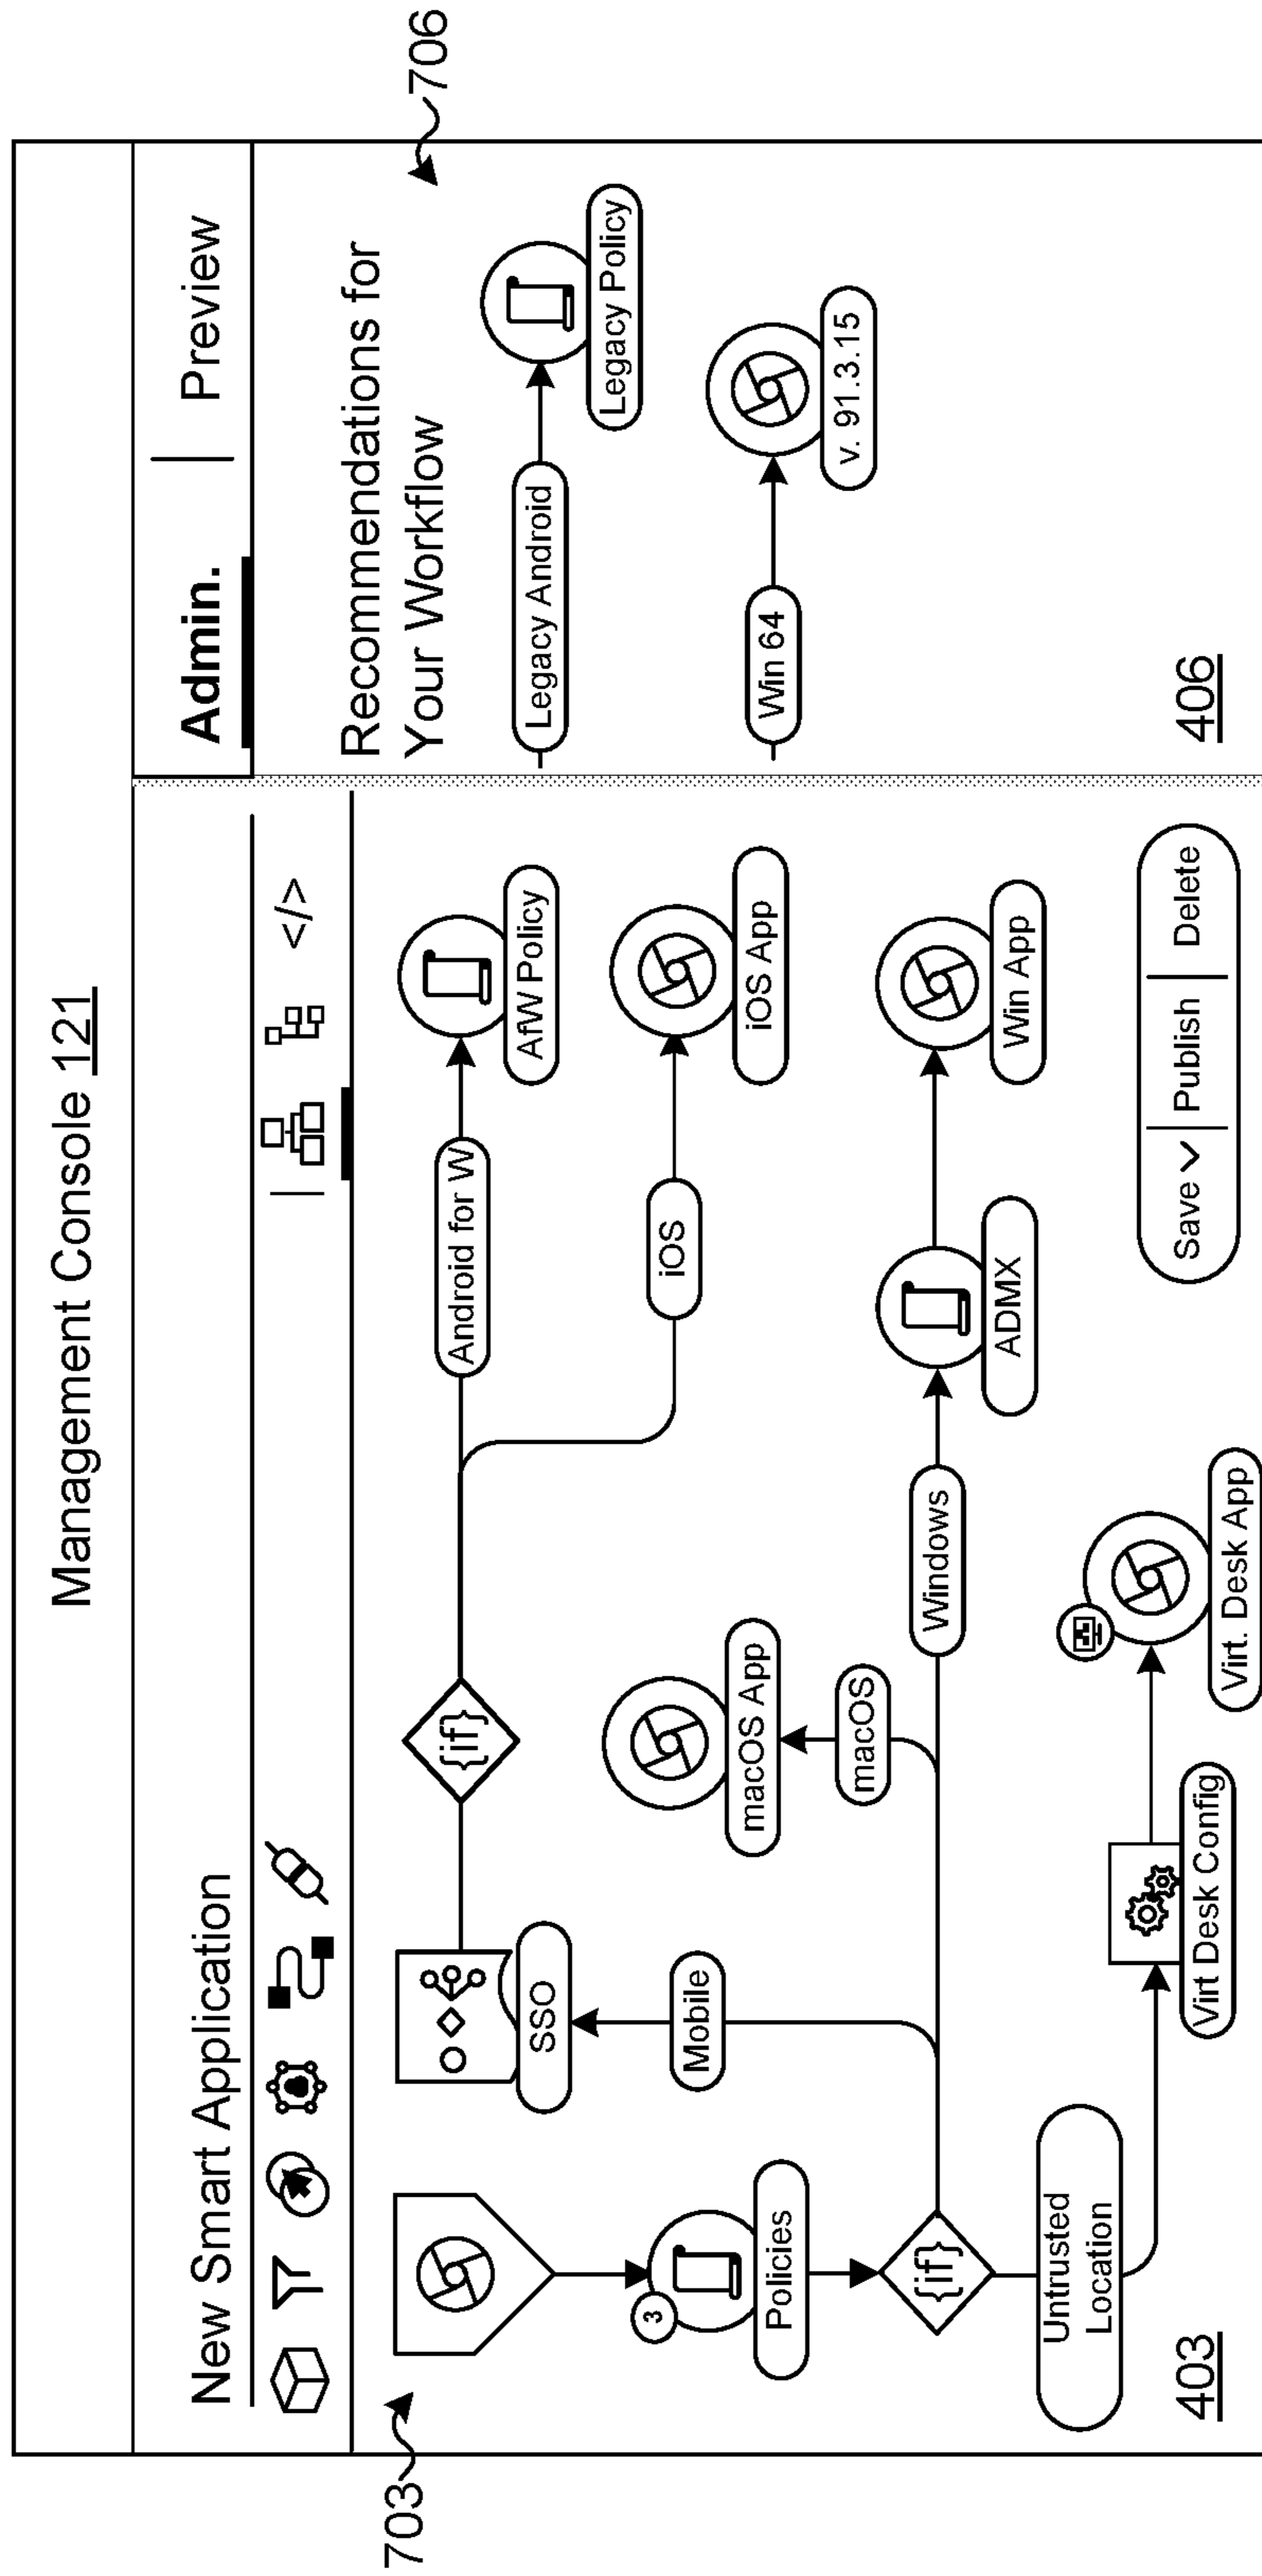 Management Console 121
New Smart Application
</>
Admin.
Preview
703
706
3
Policies
{if}
Untrusted
Location
403
SSO
Mobile
{if}
macOS App
macOS
Windows
Virt Desk Config
Virt. Desk App
Android for W
AfW Policy
iOS
iOS App
ADMX
Win App
Save
Publish
Delete
Recommendations for
Your Workflow
Legacy Android
Legacy Policy
Win 64
v. 91.3.15
406